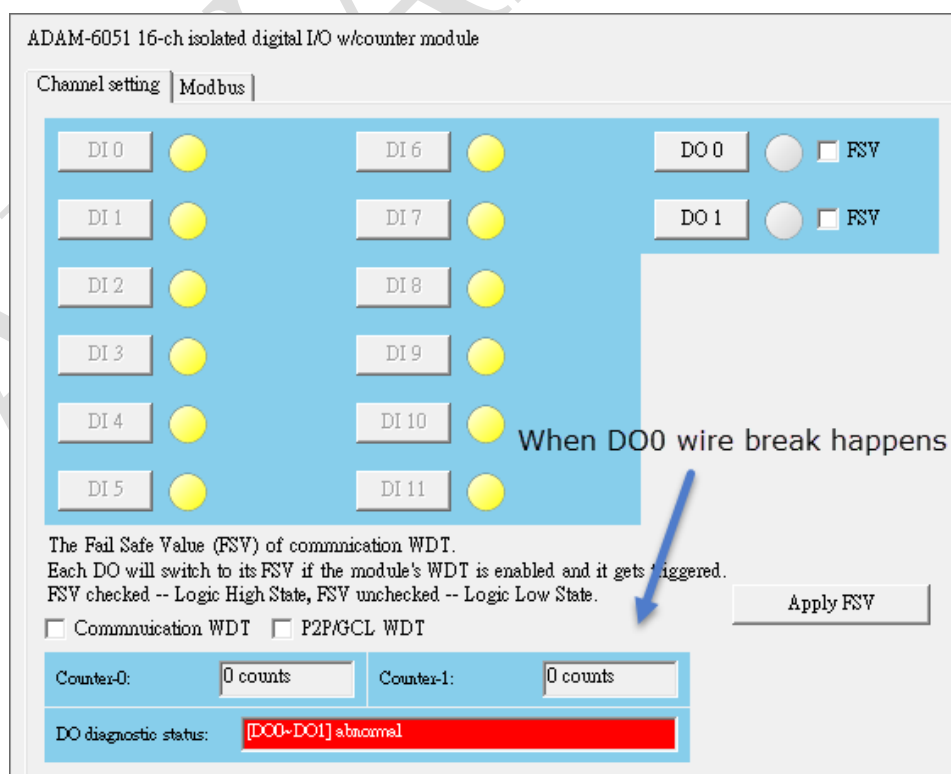 ADAM-6051 16-ch isolated digital I/O w/counter module
Channel setting Modbus
DI 0 DI 6 DO 0 FSV
DI 1 DI 7 DO 1 FSV
DI 2 DI 8
DI 3 DI 9
DI 4 DI 10
When DO0 wire break happens
DI 5 DI 11
The Fail Safe Value (FSV) of commnication WDT.
Each DO will switch to its FSV if the module's WDT is enabled and it gets triggered.
FSV checked -- Logic High State, FSV unchecked -- Logic Low State.
Apply FSV
Commnuication WDT P2P/GCL WDT
Counter-0: 0 counts Counter-1: 0 counts
DO diagnostic status: [DO0~DO1] abnormal